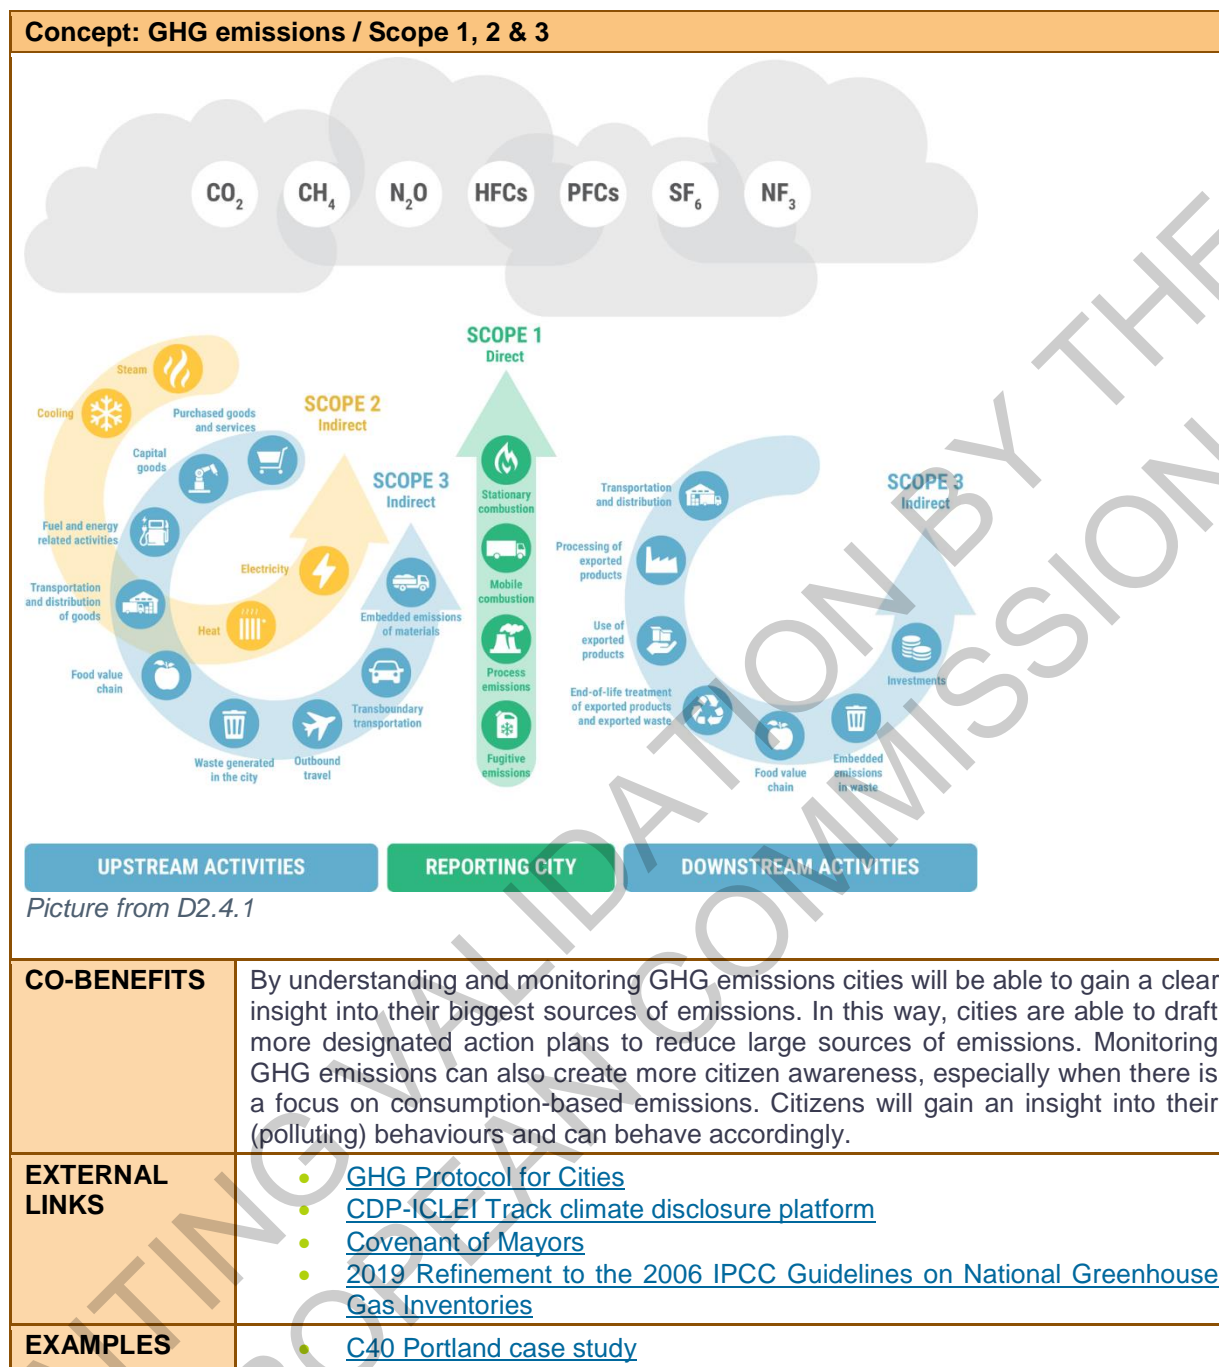 Concept: GHG emissions / Scope 1, 2 & 3
CO2
CH4
N2O
HFCs
PFCs
SF6
NF3
SCOPE 1
Direct
Steam
Cooling
SCOPE 2
Indirect
Purchased goods
and services
Capital
goods
SCOPE 3
Indirect
Fuel and energy
related activities
Electricity
Transportation
and distribution
of goods
Heat
Embedded emissions
of materials
Food value
chain
Transboundary
transportation
Waste generated
in the city
Outbound
travel
Stationary
combustion
Mobile
combustion
Process
emissions
Fugitive
emissions
Transportation
and distribution
SCOPE 3
Indirect
Processing of
exported
products
Use of
exported
products
Investments
End-of-life treatment
of exported products
and exported waste
Food value
chain
Embedded
emissions
in waste
UPSTREAM ACTIVITIES
REPORTING CITY
DOWNSTREAM ACTIVITIES
Picture from D2.4.1
CO-BENEFITS
By understanding and monitoring GHG emissions cities will be able to gain a clear
insight into their biggest sources of emissions. In this way, cities are able to draft
more designated action plans to reduce large sources of emissions. Monitoring
GHG emissions can also create more citizen awareness, especially when there is
a focus on consumption-based emissions. Citizens will gain an insight into their
(polluting) behaviours and can behave accordingly.
EXTERNAL
LINKS
• GHG Protocol for Cities
• CDP-ICLEI Track climate disclosure platform
• Covenant of Mayors
• 2019 Refinement to the 2006 IPCC Guidelines on National Greenhouse
Gas Inventories
EXAMPLES
• C40 Portland case study
ITING VALIDATION BY THE
OPEAN COMMISSION